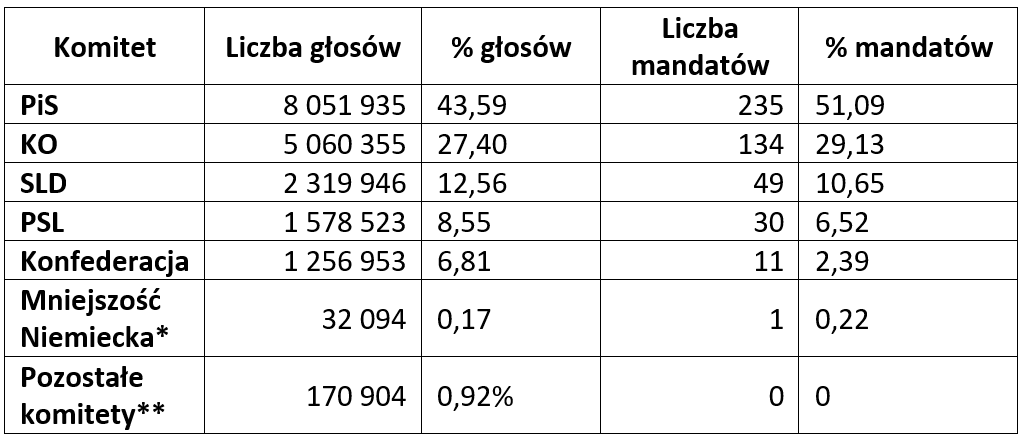 Komitet Liczba głosów % głosów Liczba mandatów % mandatów
PiS 8 051 935 43,59 235 51,09
KO 5 060 355 27,40 134 29,13
SLD 2 319 946 12,56 49 10,65
PSL 1 578 523 8,55 30 6,52
Konfederacja 1 256 953 6,81 11 2,39
Mniejszość Niemiecka* 32 094 0,17 1 0,22
Pozostałe komitety** 170 904 0,92% 0 0